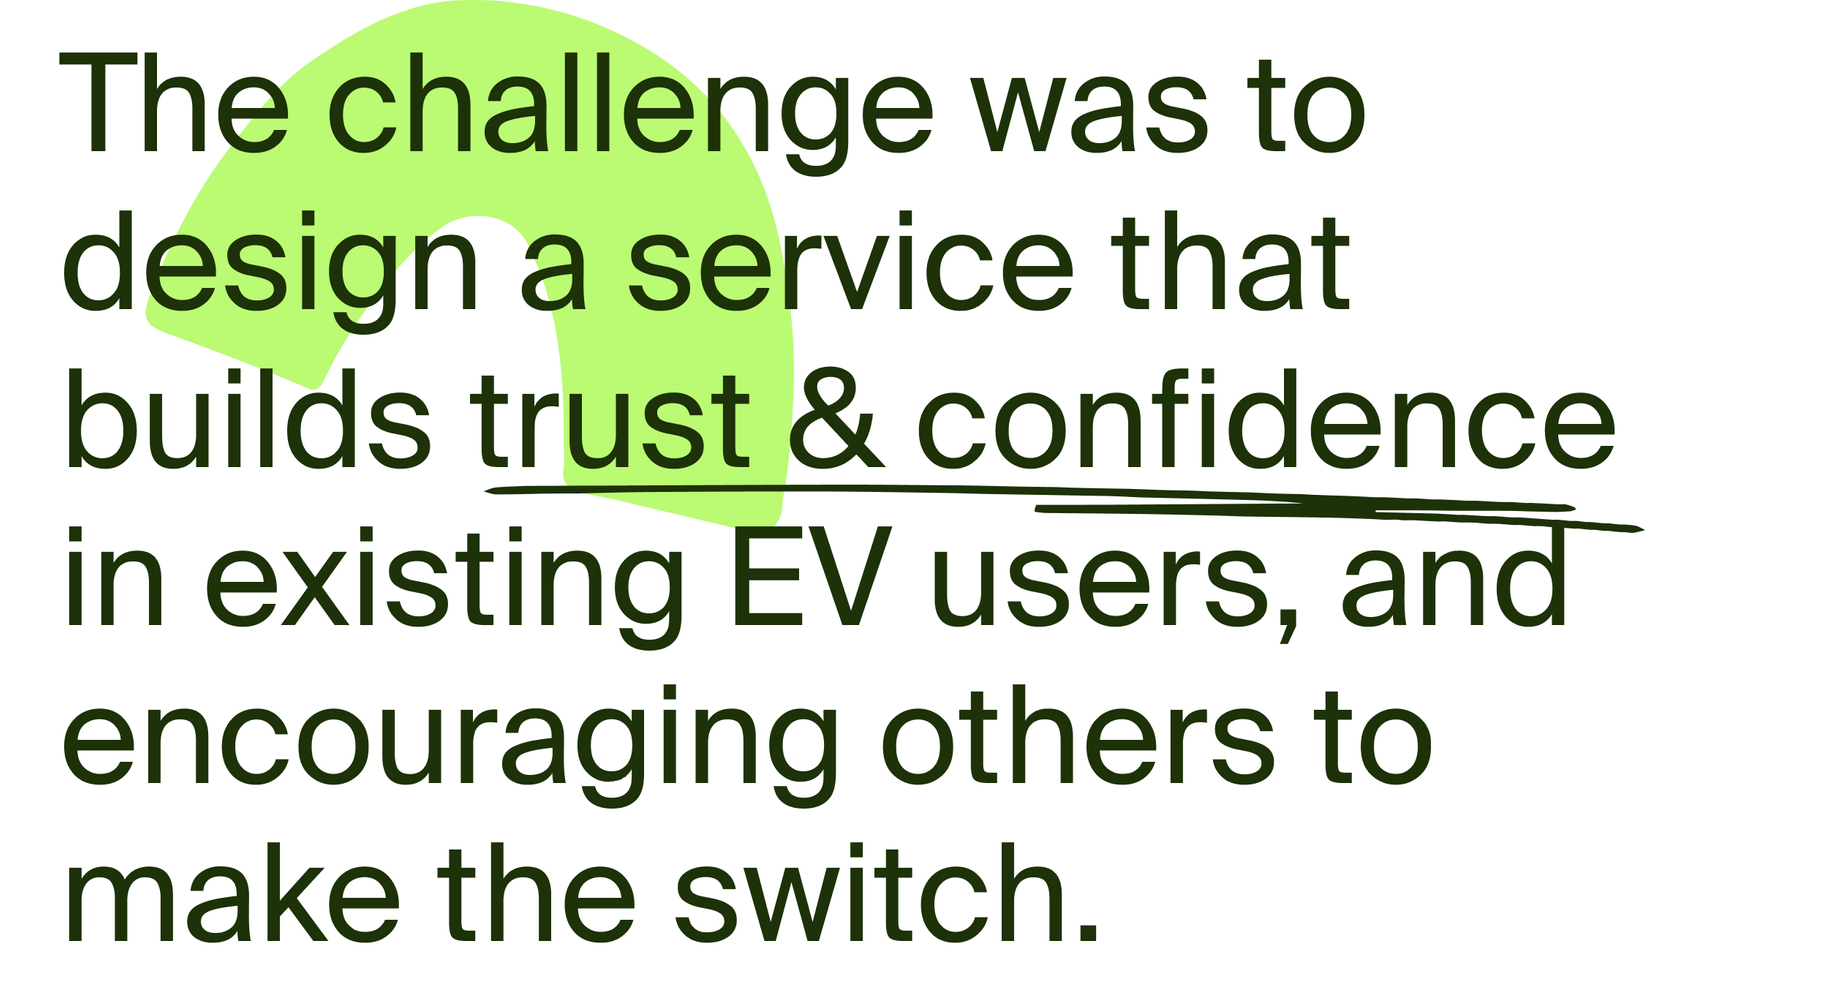 The challenge was to
design a service that
builds trust & confidence
in existing EV users, and
encouraging others to
make the switch.